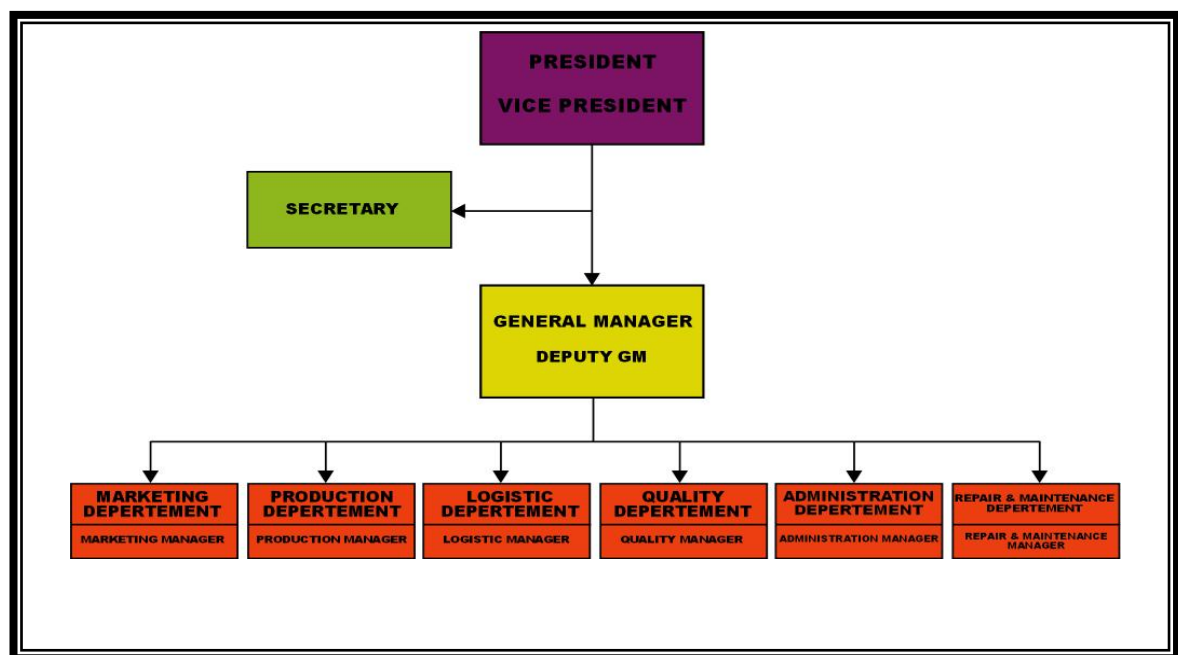 PRESIDENT
VICE PRESIDENT
SECRETARY
GENERAL MANAGER
DEPUTY GM
MARKETING
DEPERTEMENT
MARKETING MANAGER
PRODUCTION
DEPERTEMENT
PRODUCTION MANAGER
LOGISTIC
DEPERTEMENT
LOGISTIC MANAGER
QUALITY
DEPERTEMENT
QUALITY MANAGER
ADMINISTRATION
DEPERTEMENT
ADMINISTRATION MANAGER
REPAIR & MAINTENANCE
DEPERTEMENT
REPAIR & MAINTENANCE
MANAGER